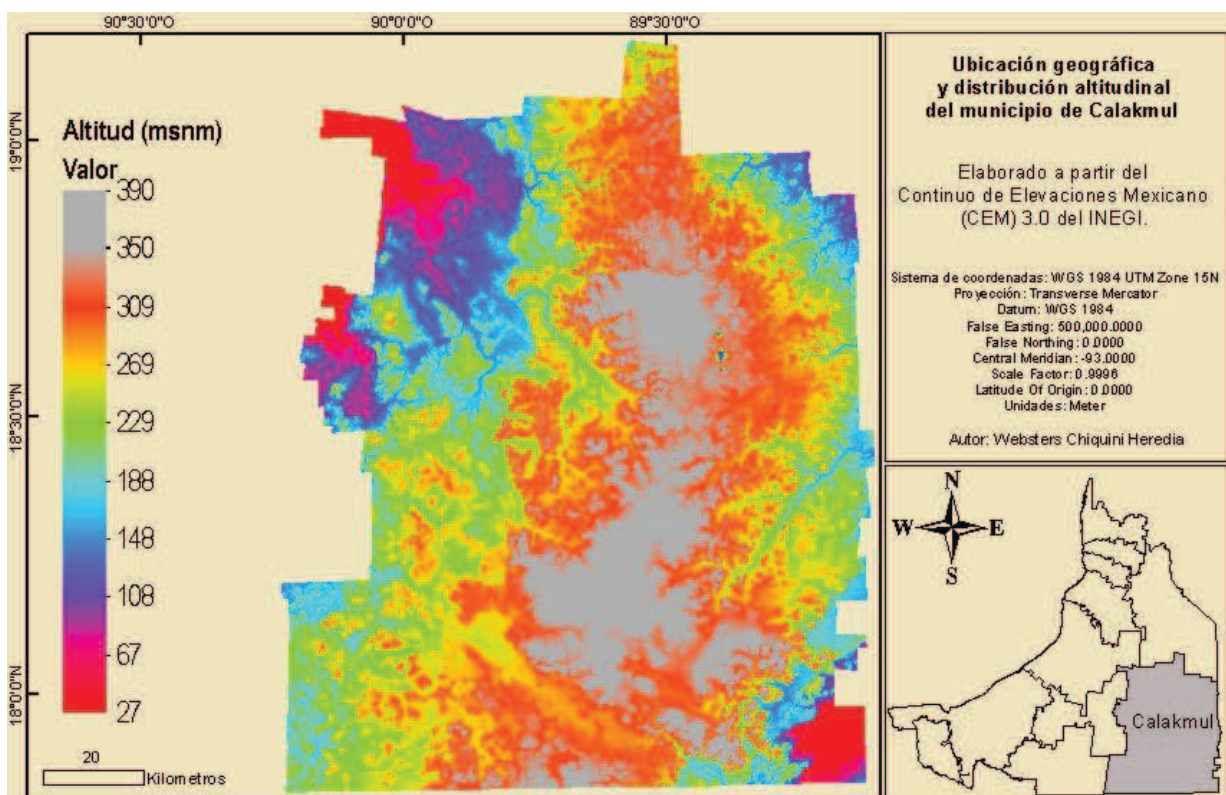 90°30'0"O
90°0'0"O
89°30'0"O
19°0'0"N
18°30'0"N
18°0'0"N
Altitud (msnm)
Valor
390
350
309
269
229
188
148
108
67
27
20
Kilometros
Ubicación geográfica
y distribución altitudinal
del municipio de Calakmul
Elaborado a partir del
Continuo de Elevaciones Mexicano
(CEM) 3.0 del INEGI.
Sistema de coordenadas: WGS 1984 UTM Zone 15N
Proyección: Transverse Mercator
Datum: WGS 1984
False Easting: 500,000.0000
False Northing: 0.0000
Central Meridian: -93.0000
Scale Factor: 0.9996
Latitude Of Origin: 0.0000
Unidades: Meter
Autor: Websters Chiquini Heredia
N
W E
S
Calakmul